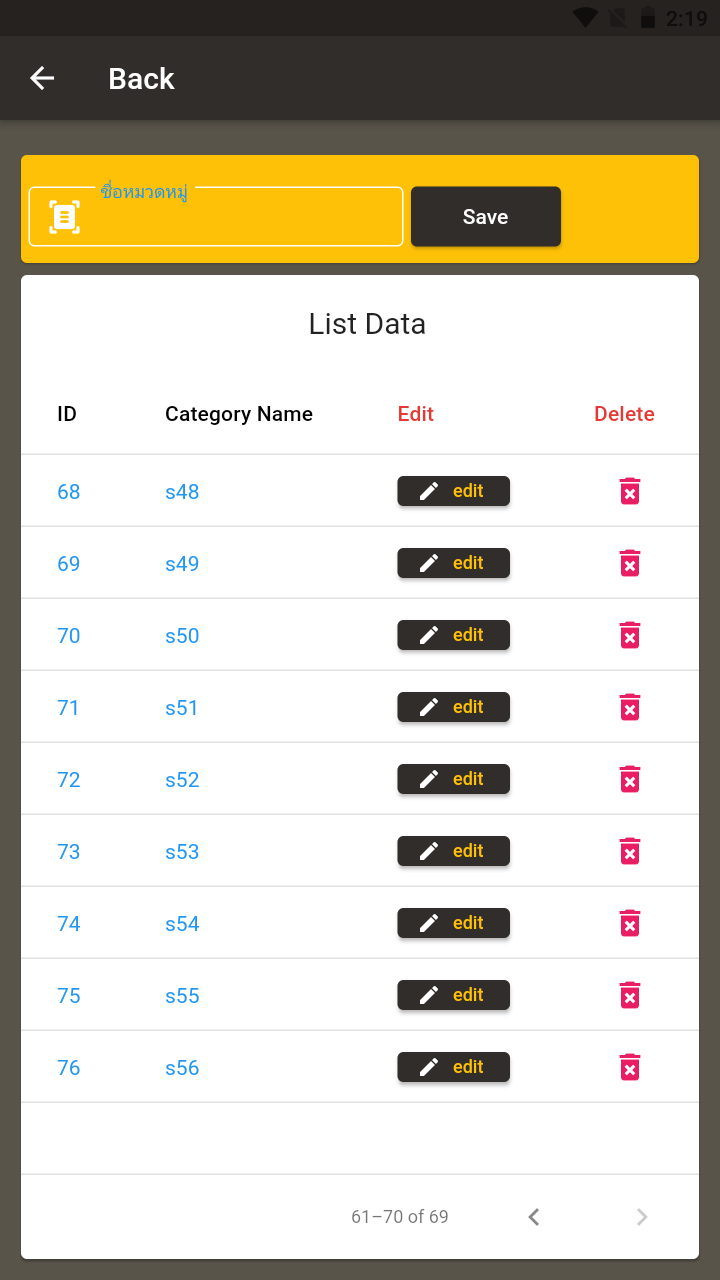 2:19
Back
ชื่อหมวดหมู่
Save
List Data
ID Category Name Edit Delete
68 s48 edit
69 s49 edit
70 s50 edit
71 s51 edit
72 s52 edit
73 s53 edit
74 s54 edit
75 s55 edit
76 s56 edit
61–70 of 69